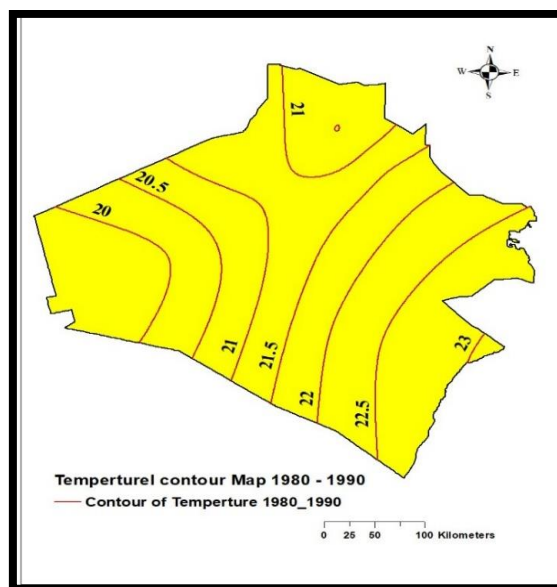 N
W E
S
21
20.5
20
21
21.5
22
22.5
23
Temperturel contour Map 1980 - 1990
Contour of Temperture 1980_1990
0 25 50 100 Kilometers